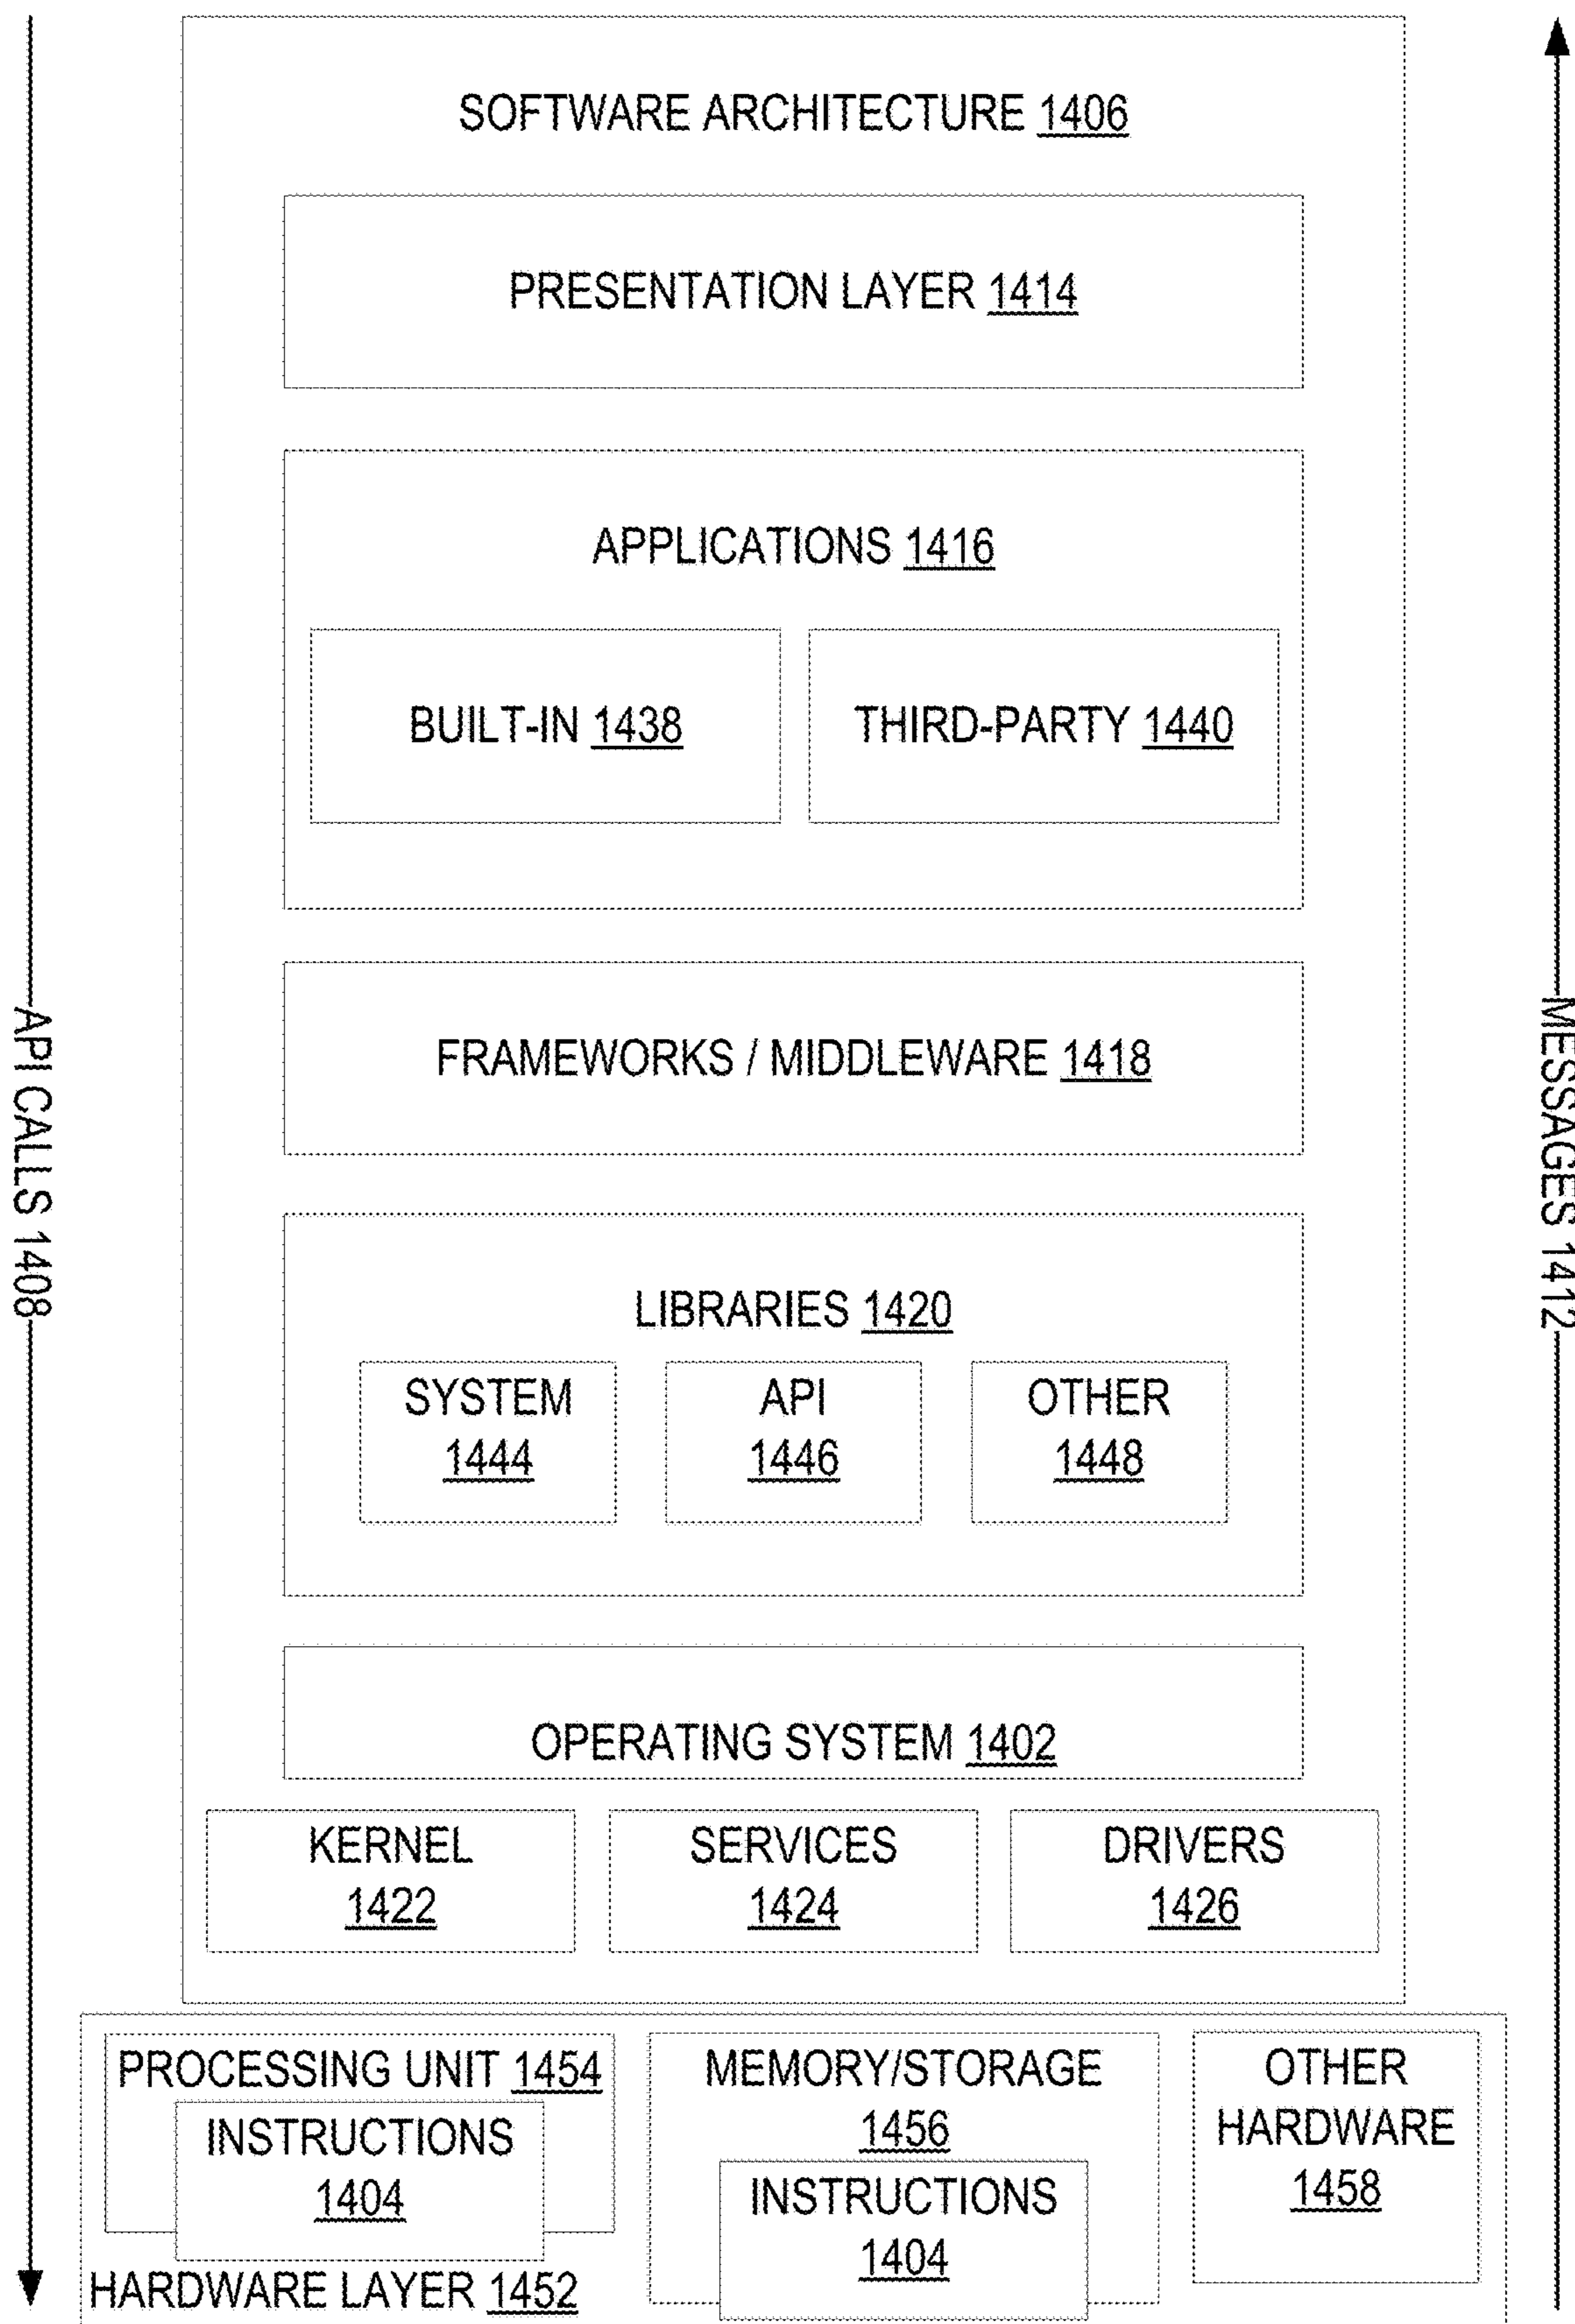 SOFTWARE ARCHITECTURE 1406
PRESENTATION LAYER 1414
APPLICATIONS 1416
BUILT-IN 1438
THIRD-PARTY 1440
FRAMEWORKS / MIDDLEWARE 1418
API CALLS 1408
MESSAGES 1412
LIBRARIES 1420
SYSTEM
1444
API
1446
OTHER
1448
OPERATING SYSTEM 1402
KERNEL
1422
SERVICES
1424
DRIVERS
1426
PROCESSING UNIT 1454
INSTRUCTIONS
1404
MEMORY/STORAGE
1456
INSTRUCTIONS
1404
OTHER
HARDWARE
1458
HARDWARE LAYER 1452